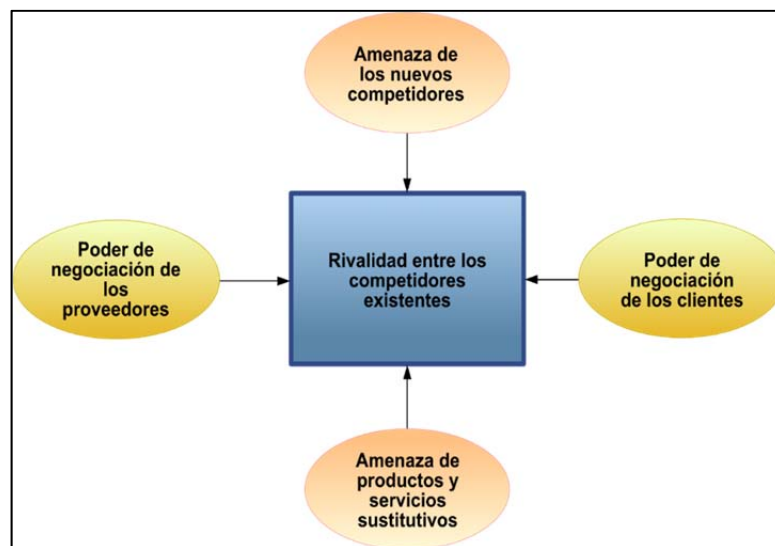 Amenaza de
los nuevos
competidores
Poder de
negociación de
los
proveedores
Rivalidad entre los
competidores
existentes
Poder de
negociación
de los clientes
Amenaza de
productos y
servicios
sustitutivos